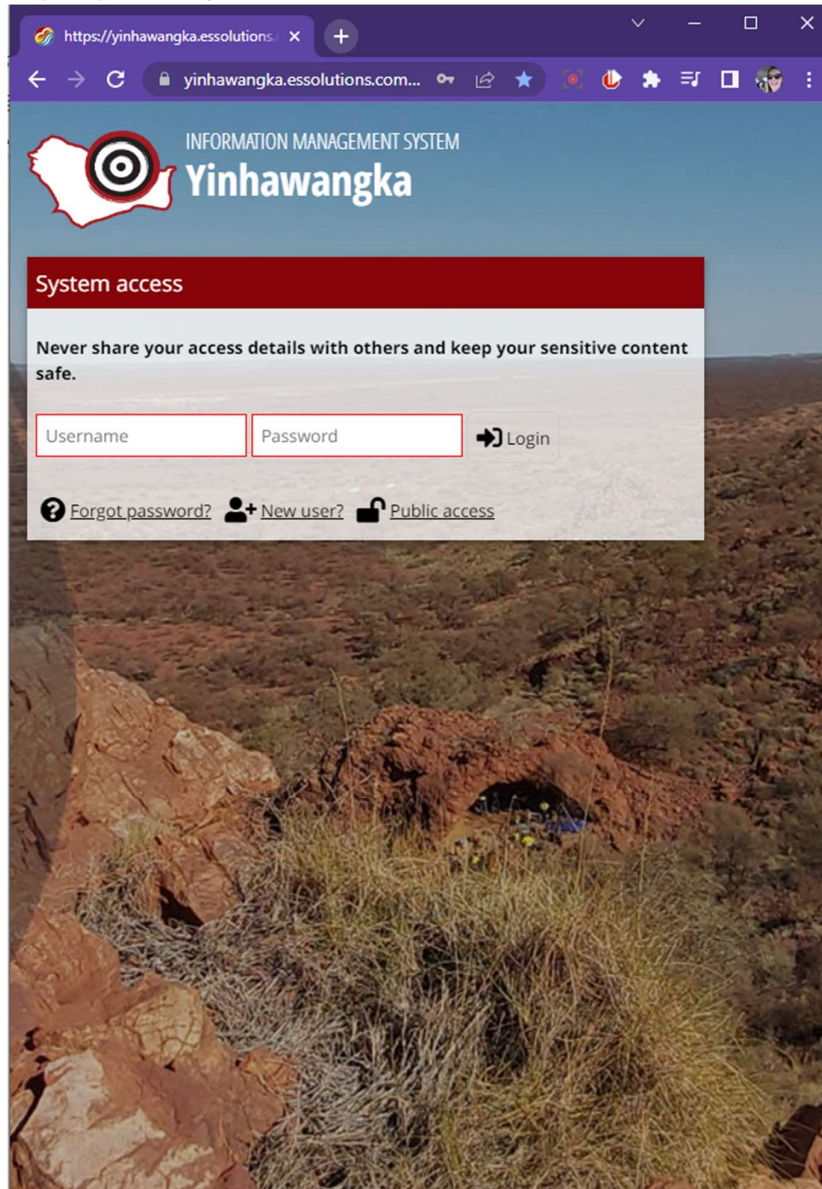 https://yinhawangka.essolutions.
yinhawangka.essolutions.com...
INFORMATION MANAGEMENT SYSTEM
Yinhawangka
System access
Never share your access details with others and keep your sensitive content
safe.
Username Password Login
Forgot password? New user? Public access